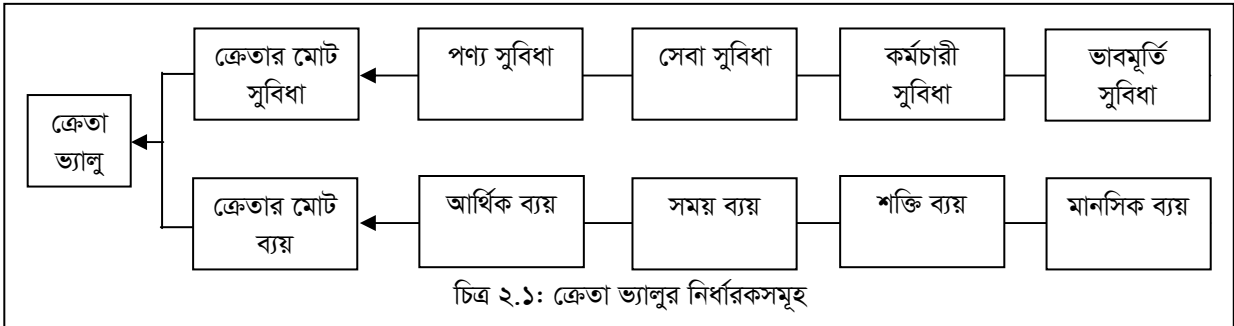 ক্রেতার মোট
সুবিধা
পণ্য সুবিধা
সেবা সুবিধা
কর্মচারী
সুবিধা
ভাবমূর্তি
সুবিধা
ক্রেতা
ভ্যালু
ক্রেতার মোট
ব্যয়
আর্থিক ব্যয়
সময় ব্যয়
শক্তি ব্যয়
মানসিক ব্যয়
চিত্র ২.১: ক্রেতা ভ্যালুর নির্ধারকসমূহ